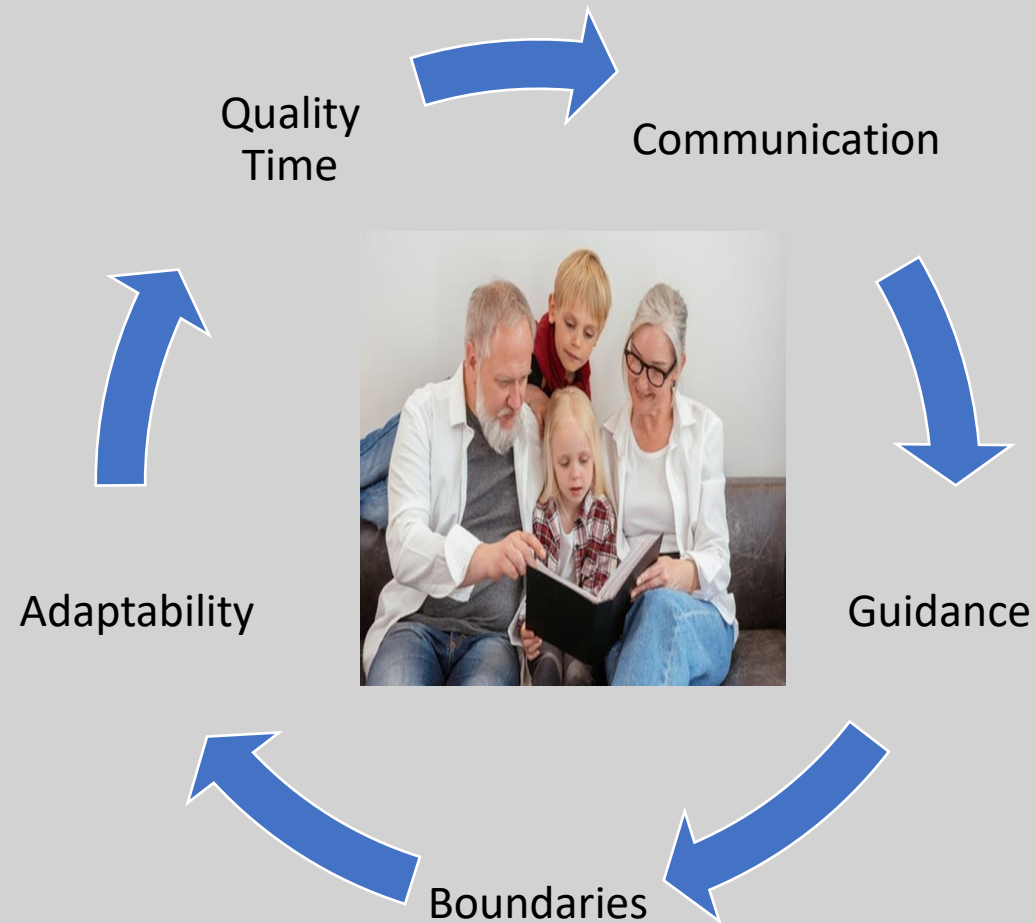 Quality
Time
Communication
Guidance
Boundaries
Adaptability